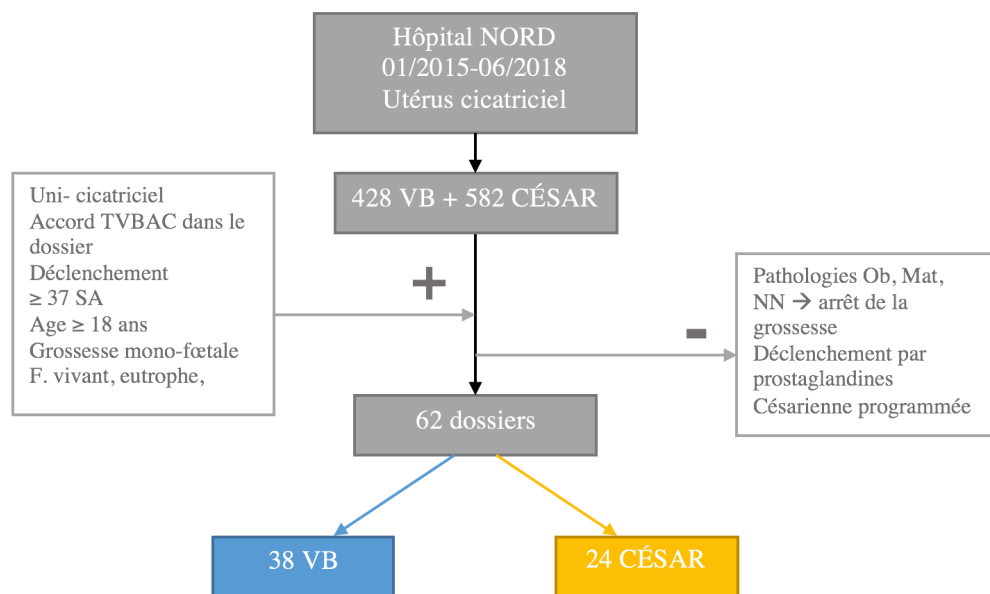 Hôpital NORD
01/2015-06/2018
Utérus cicatriciel
428 VB + 582 CÉSAR
Uni- cicatriciel
Accord TVBAC dans le
dossier
Déclenchement
≥ 37 SA
Age ≥ 18 ans
Grossesse mono-fœtale
F. vivant, eutrophe,
+
-
Pathologies Ob, Mat,
NN → arrêt de la
grossesse
Déclenchement par
prostaglandines
Césarienne programmée
62 dossiers
38 VB
24 CÉSAR